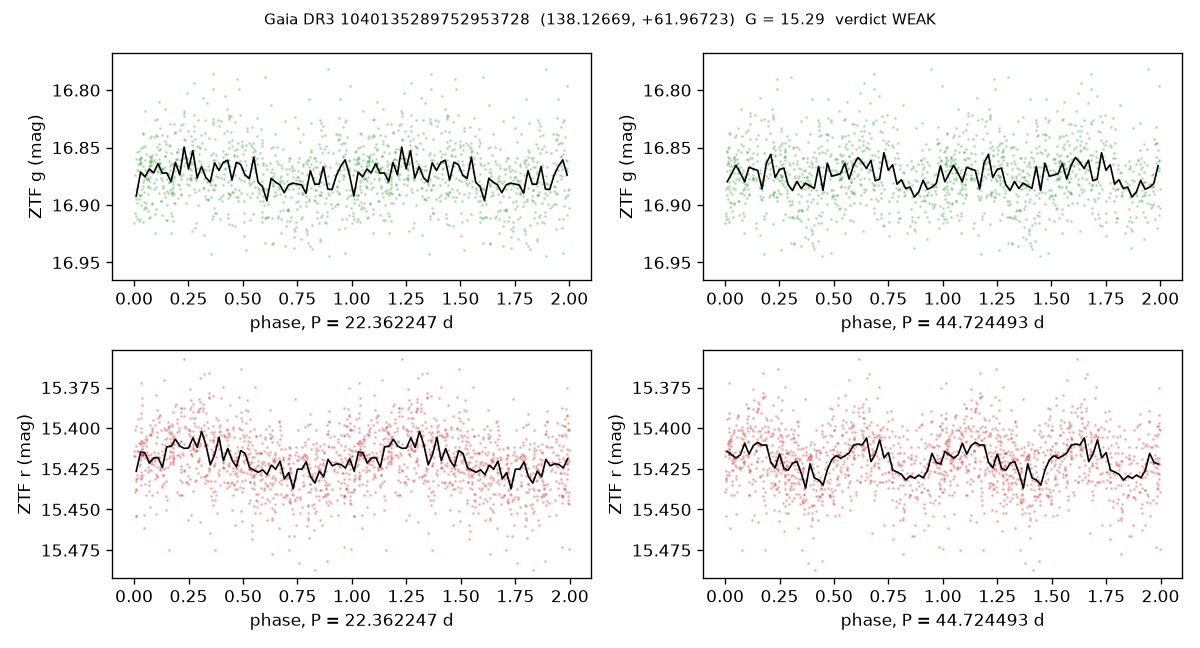 Gaia DR3 1040135289752953728 (138.12669, +61.96723) G = 15.29 verdict WEAK
ZTF g (mag)
16.80
16.85
16.90
16.95
0.00 0.25 0.50 0.75 1.00 1.25 1.50 1.75 2.00
phase, P = 22.362247 d
ZTF g (mag)
16.80
16.85
16.90
16.95
0.00 0.25 0.50 0.75 1.00 1.25 1.50 1.75 2.00
phase, P = 44.724493 d
ZTF r (mag)
15.375
15.400
15.425
15.450
15.475
0.00 0.25 0.50 0.75 1.00 1.25 1.50 1.75 2.00
phase, P = 22.362247 d
ZTF r (mag)
15.375
15.400
15.425
15.450
15.475
0.00 0.25 0.50 0.75 1.00 1.25 1.50 1.75 2.00
phase, P = 44.724493 d